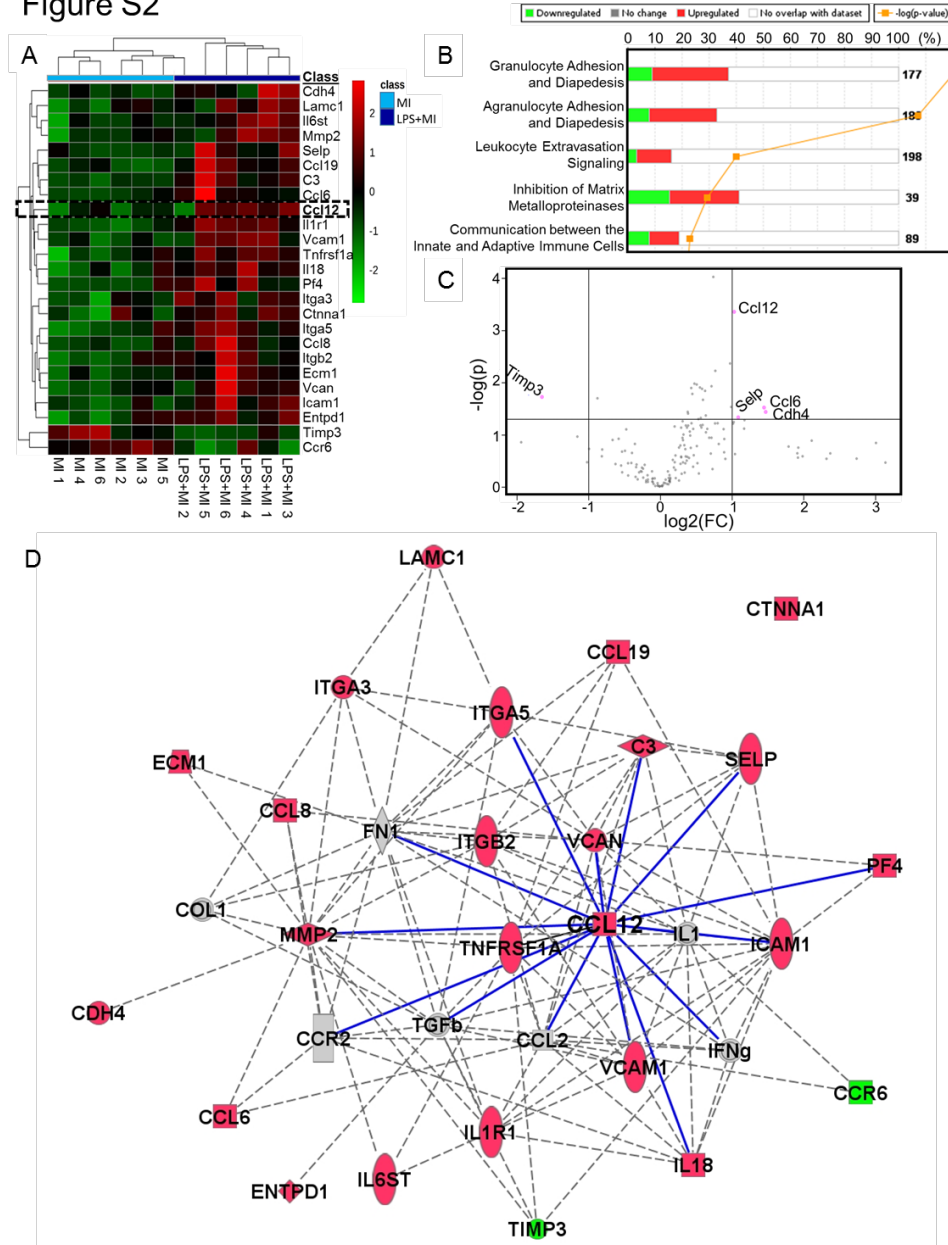 Figure S2
A
Class
Cdh4
Lamc1
Il6st
Mmp2
Selp
Ccl19
C3
Ccl6
Ccl12
Il1r1
Vcam1
Tnfrsf1a
Il18
Pf4
Itga3
Ctnna1
Itga5
Ccl8
Itgb2
Ecm1
Vcan
Icam1
Entpd1
Timp3
Ccr6
MI 1
MI 4
MI 6
MI 2
MI 3
MI 5
LPS+MI 2
LPS+MI 5
LPS+MI 6
LPS+MI 4
LPS+MI 1
LPS+MI 3
class
MI
LPS+MI
2
1
0
-1
-2
B
Downregulated No change Upregulated No overlap with dataset -log(p-value)
0 10 20 30 40 50 60 70 80 90 100 (%)
Granulocyte Adhesion
and Diapedesis
177
Agranulocyte Adhesion
and Diapedesis
Leukocyte Extravasation
Signaling
198
Inhibition of Matrix
Metalloproteinases
39
Communication between the
Innate and Adaptive Immune Cells
89
C
-log(p)
4
3
2
1
0
Ccl12
Timp3
Selp
Ccl6
Cdh4
-2 -1 0 1 2 3
log2(FC)
D
LAMC1
CTNNA1
CCL19
ITGA3
ITGA5
C3
SELP
ECM1
CCL8
FN1
ITGB2
VCAN
PF4
COL1
MMP2
TNFRSF1A
CCL12
IL1
ICAM1
CDH4
CCR2
TGFb
CCL2
IFNg
VCAM1
CCR6
CCL6
IL1R1
IL18
ENTPD1
IL6ST
TIMP3